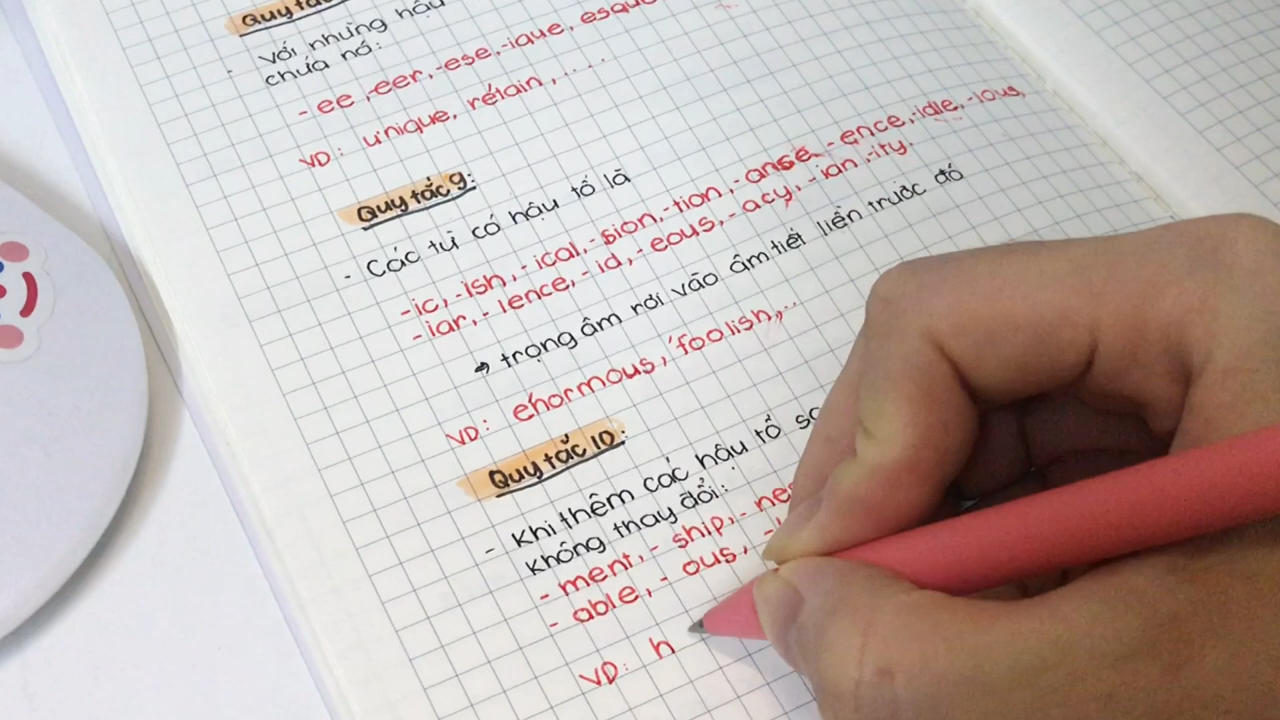 Quy tắc
- Với những hậu
chứa nó:
- ee, -eer, -ese, -ique, esque
VD: u'nique, re'tain, .....
Quy tắc 9:
- Các từ có hậu tố là
-ic, -ish, -ical, -sion, -tion, -anse, -ence, -idle, -ious,
-iar, -ience, -id, -eous, -acy, -ian, -ity.
→ trọng âm rơi vào âm tiết liền trước đó
VD: e'normous, 'foolish,...
Quy tắc 10:
- Khi thêm các hậu tố
không thay đổi:
- ment, - ship, -
- able, - ous, -
VD: h